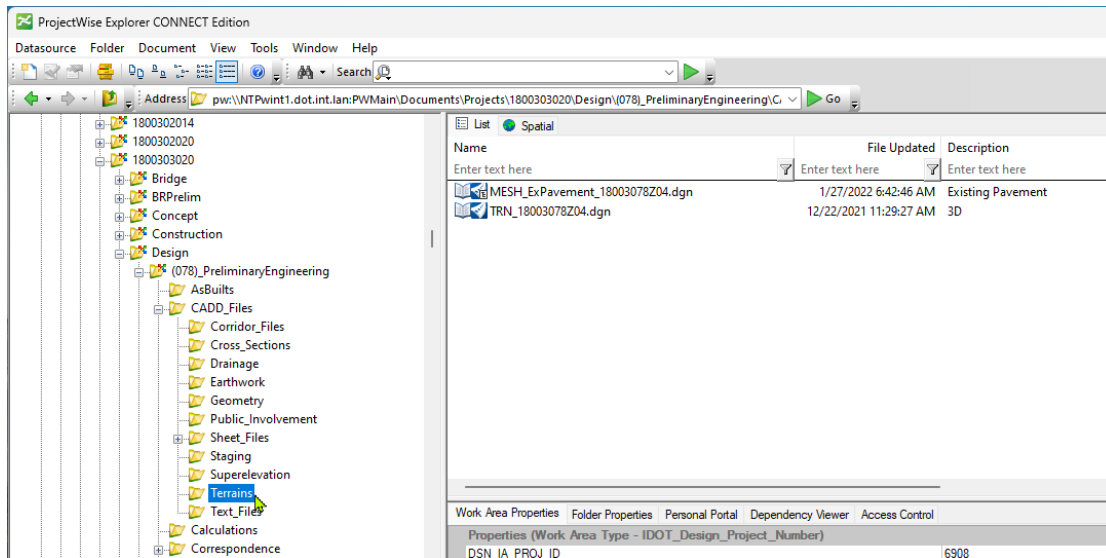 ProjectWise Explorer CONNECT Edition
Datasource Folder Document View Tools Window Help
Search
Address pw:\\NTPwint1.dot.int.lan:PWMain\Documents\Projects\1800303020\Design\(078)_PreliminaryEngineering\C Go
1800302014
1800302020
1800303020
Bridge
BRPrelim
Concept
Construction
Design
(078)_PreliminaryEngineering
AsBuilts
CADD_Files
Corridor_Files
Cross_Sections
Drainage
Earthwork
Geometry
Public_Involvement
Sheet_Files
Staging
Superelevation
Terrains
Text_Files
Calculations
Correspondence
List Spatial
Name File Updated Description
Enter text here Enter text here Enter text here
MESH_ExPavement_18003078Z04.dgn 1/27/2022 6:42:46 AM Existing Pavement
TRN_18003078Z04.dgn 12/22/2021 11:29:27 AM 3D
Work Area Properties Folder Properties Personal Portal Dependency Viewer Access Control
Properties (Work Area Type - IDOT_Design_Project_Number)
DSN_IA_PROJ_ID 6908